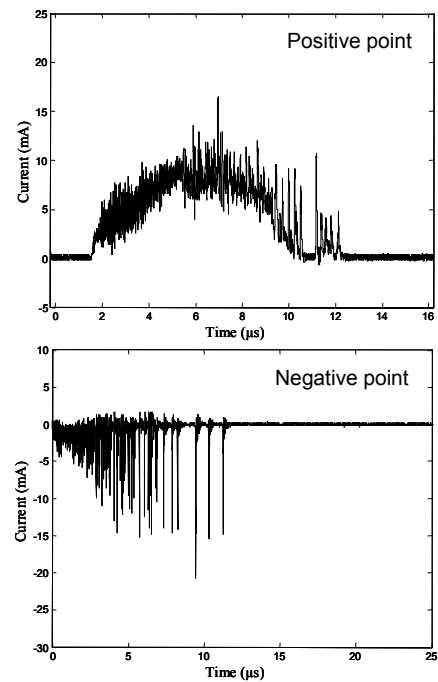 Positive point
25
20
15
10
5
0
-5
Current (mA)
0 2 4 6 8 10 12 14 16
Time (μs)
Negative point
10
5
0
-5
-10
-15
-20
-25
-30
Current (mA)
0 5 10 15 20 25
Time (μs)